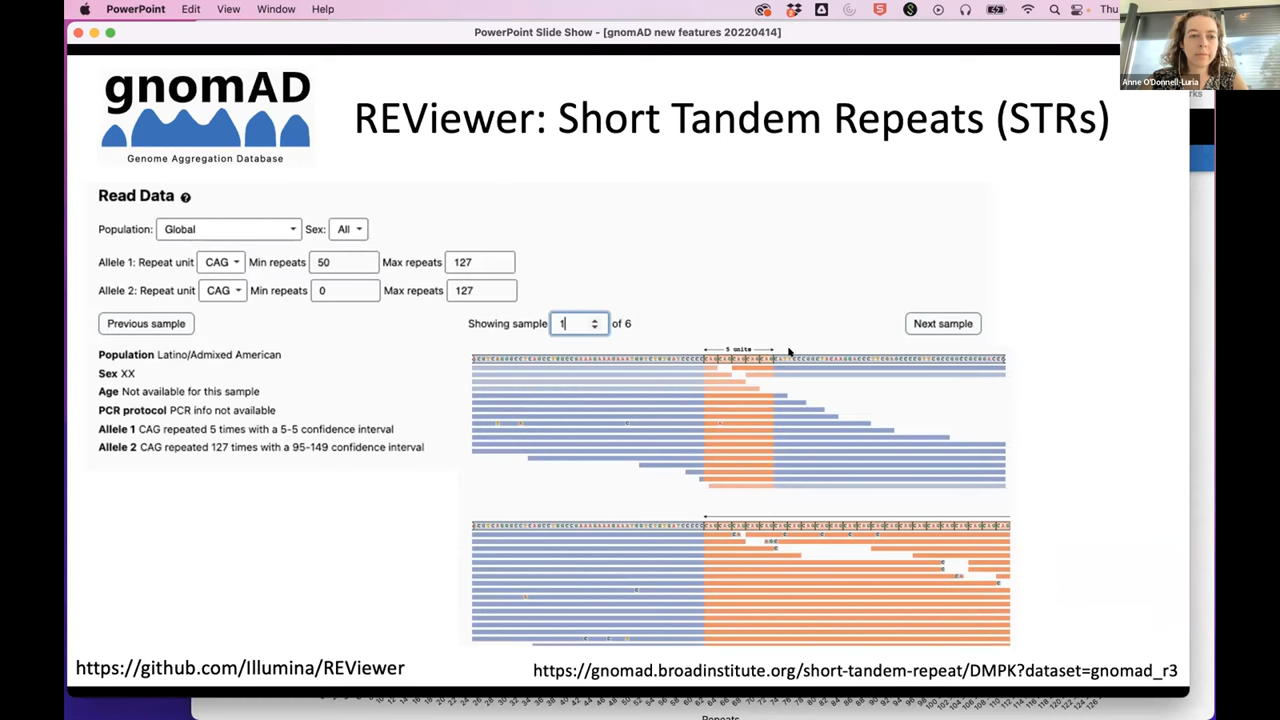 PowerPoint Edit View Window Help Thu
PowerPoint Slide Show - [gnomAD new features 20220414]
Anne O'Donnell-Luria
gnomAD
Genome Aggregation Database
REViewer: Short Tandem Repeats (STRs)
Read Data ?
Population: Global Sex: All
Allele 1: Repeat unit CAG Min repeats 50 Max repeats 127
Allele 2: Repeat unit CAG Min repeats 0 Max repeats 127
Previous sample Showing sample 1 of 6 Next sample
Population Latino/Admixed American
Sex XX
Age Not available for this sample
PCR protocol PCR info not available
Allele 1 CAG repeated 5 times with a 5-5 confidence interval
Allele 2 CAG repeated 127 times with a 95-149 confidence interval
5 units
https://github.com/Illumina/REViewer
https://gnomad.broadinstitute.org/short-tandem-repeat/DMPK?dataset=gnomad_r3
Repeats